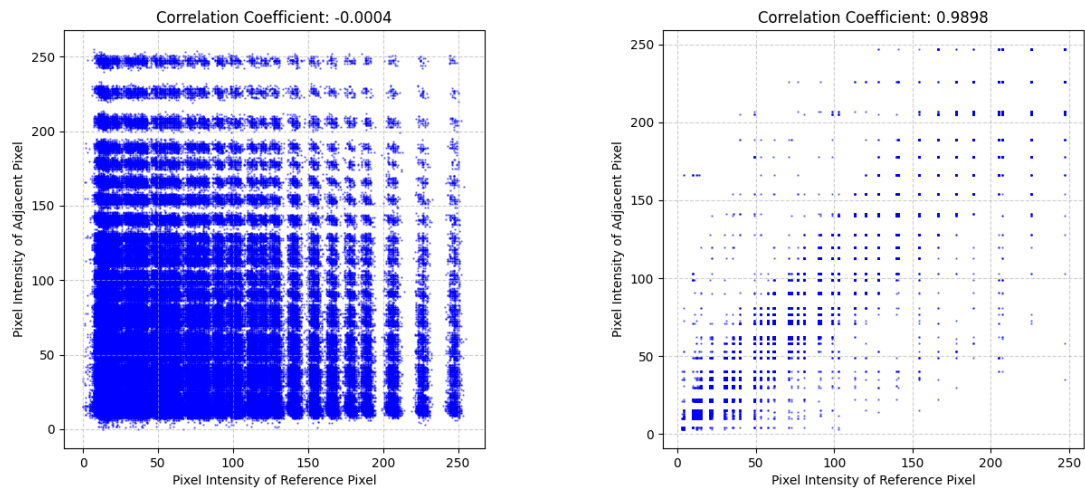 Correlation Coefficient: -0.0004
250
200
150
100
50
0
Pixel Intensity of Adjacent Pixel
0 50 100 150 200 250
Pixel Intensity of Reference Pixel
Correlation Coefficient: 0.9898
250
200
150
100
50
0
Pixel Intensity of Adjacent Pixel
0 50 100 150 200 250
Pixel Intensity of Reference Pixel